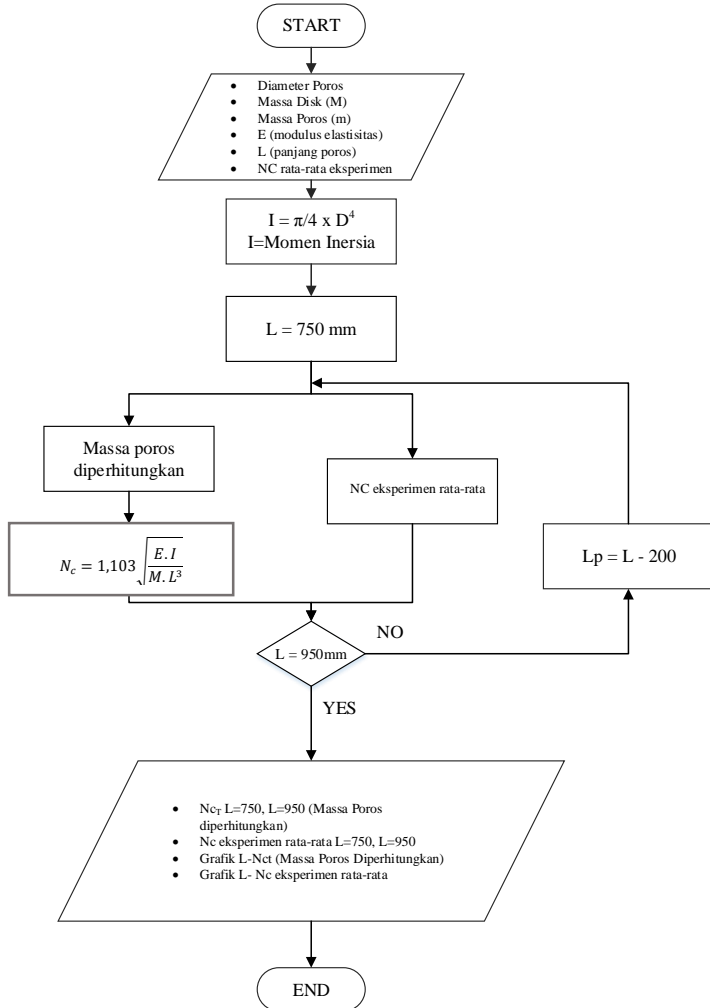 START
• Diameter Poros
• Massa Disk (M)
• Massa Poros (m)
• E (modulus elastisitas)
• L (panjang poros)
• NC rata-rata eksperimen
I = π/4 x D⁴
I=Momen Inersia
L = 750 mm
Massa poros
diperhitungkan
NC eksperimen rata-rata
N_c = 1,103 √(E.I / M.L³)
Lp = L - 200
L = 950mm
NO
YES
• Nc_T L=750, L=950 (Massa Poros
diperhitungkan)
• Nc eksperimen rata-rata L=750, L=950
• Grafik L-Nct (Massa Poros Diperhitungkan)
• Grafik L- Nc eksperimen rata-rata
END